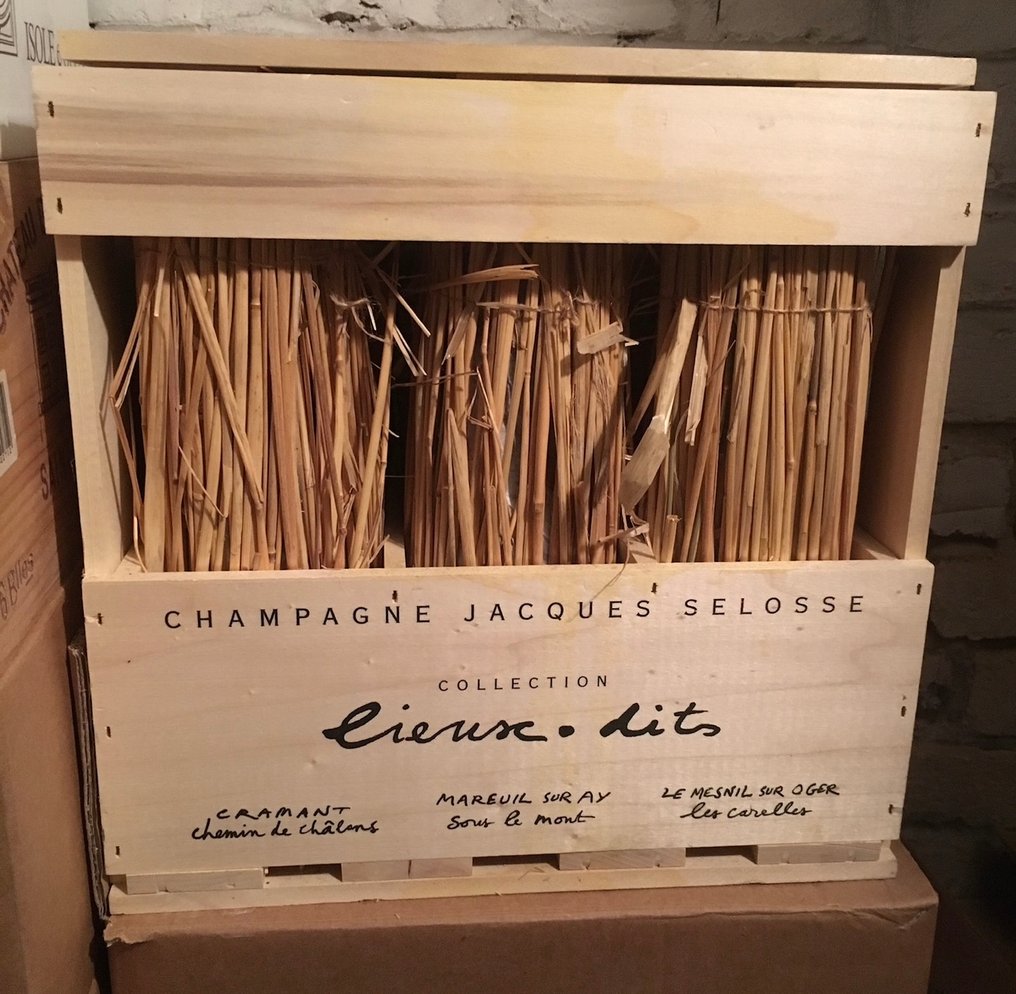 ISOLE e
CHAMPAGNE JACQUES SELOSSE
COLLECTION
lieux•dits
CRAMANT
chemin de châlons
MAREUIL SUR AY
Sous le mont
LE MESNIL SUR OGER
les carelles